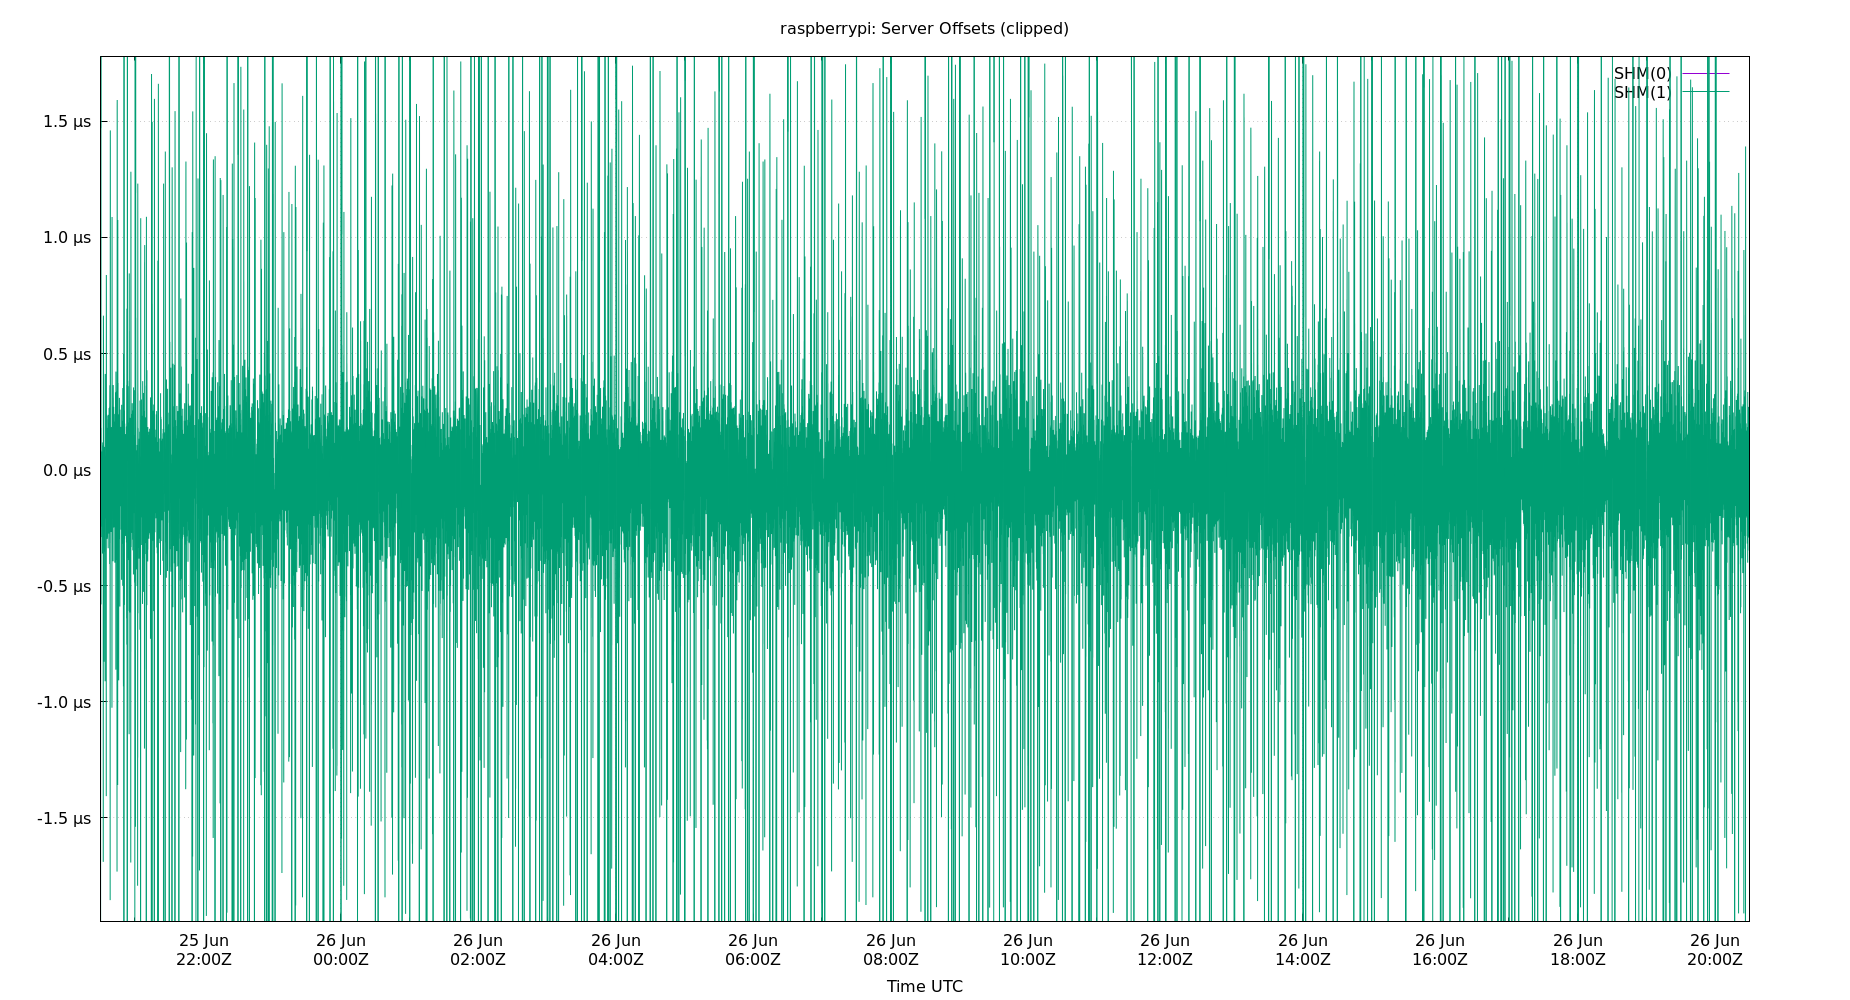 raspberrypi: Server Offsets (clipped)
SHM(0)
SHM(1)
1.5 µs
1.0 µs
0.5 µs
0.0 µs
-0.5 µs
-1.0 µs
-1.5 µs
25 Jun 26 Jun 26 Jun 26 Jun 26 Jun 26 Jun 26 Jun 26 Jun 26 Jun 26 Jun 26 Jun 26 Jun
22:00Z 00:00Z 02:00Z 04:00Z 06:00Z 08:00Z 10:00Z 12:00Z 14:00Z 16:00Z 18:00Z 20:00Z
Time UTC